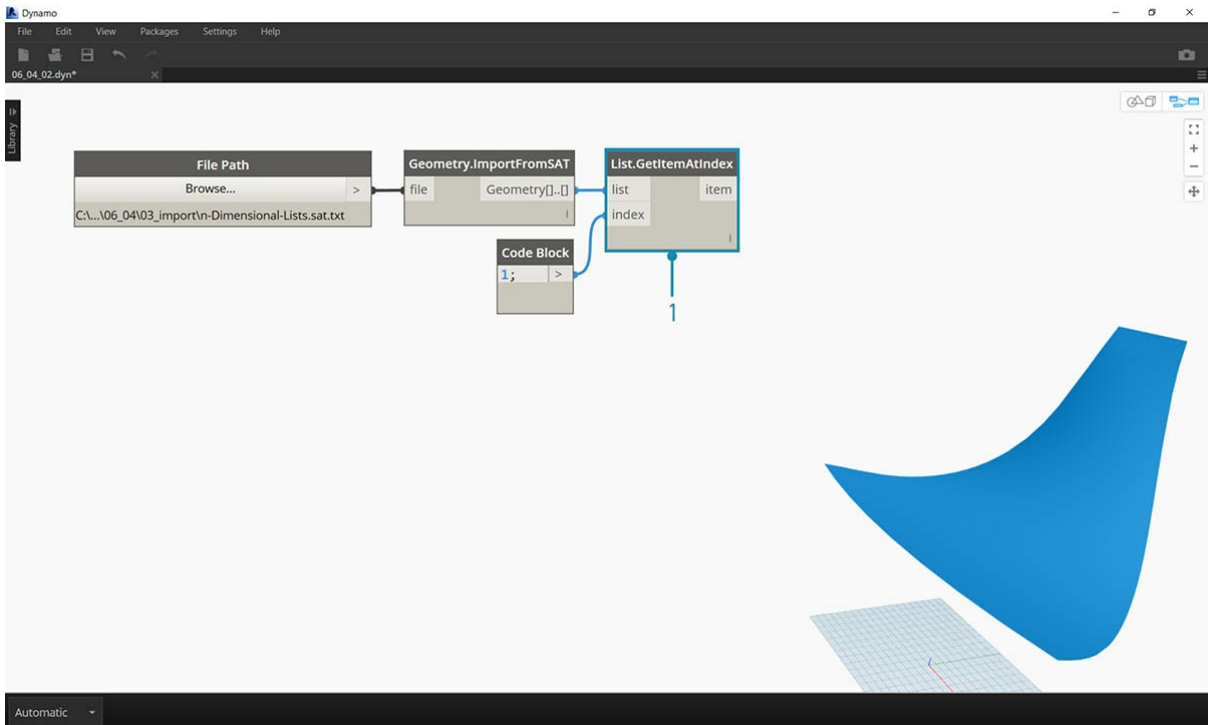 Dynamo
File Edit View Packages Settings Help
06_04_02.dyn*
Library
File Path
Browse... >
C:\...\06_04\03_import\n-Dimensional-Lists.sat.txt
Geometry.ImportFromSAT
file Geometry[]..[]
List.GetItemAtIndex
list item
index
Code Block
1; >
1
Automatic